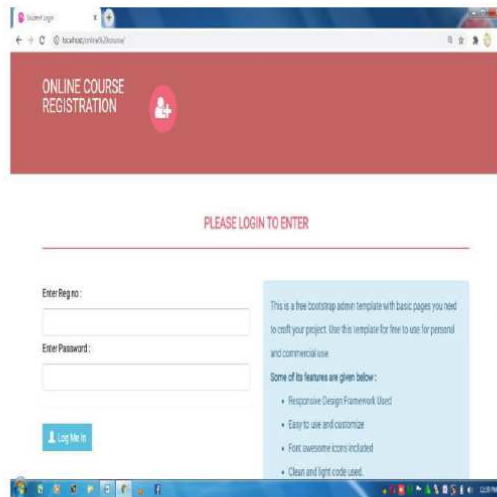 Student Login
localhost/online%20course/
ONLINE COURSE
REGISTRATION
PLEASE LOGIN TO ENTER
Enter Reg no :
Enter Password :
Log Me In
This is a free bootstrap admin template with basic pages you need
to craft your project. Use this template for free to use for personal
and commercial use.
Some of its features are given below :
Responsive Design Framework Used
Easy to use and customize
Font awesome icons included
Clean and light code used.